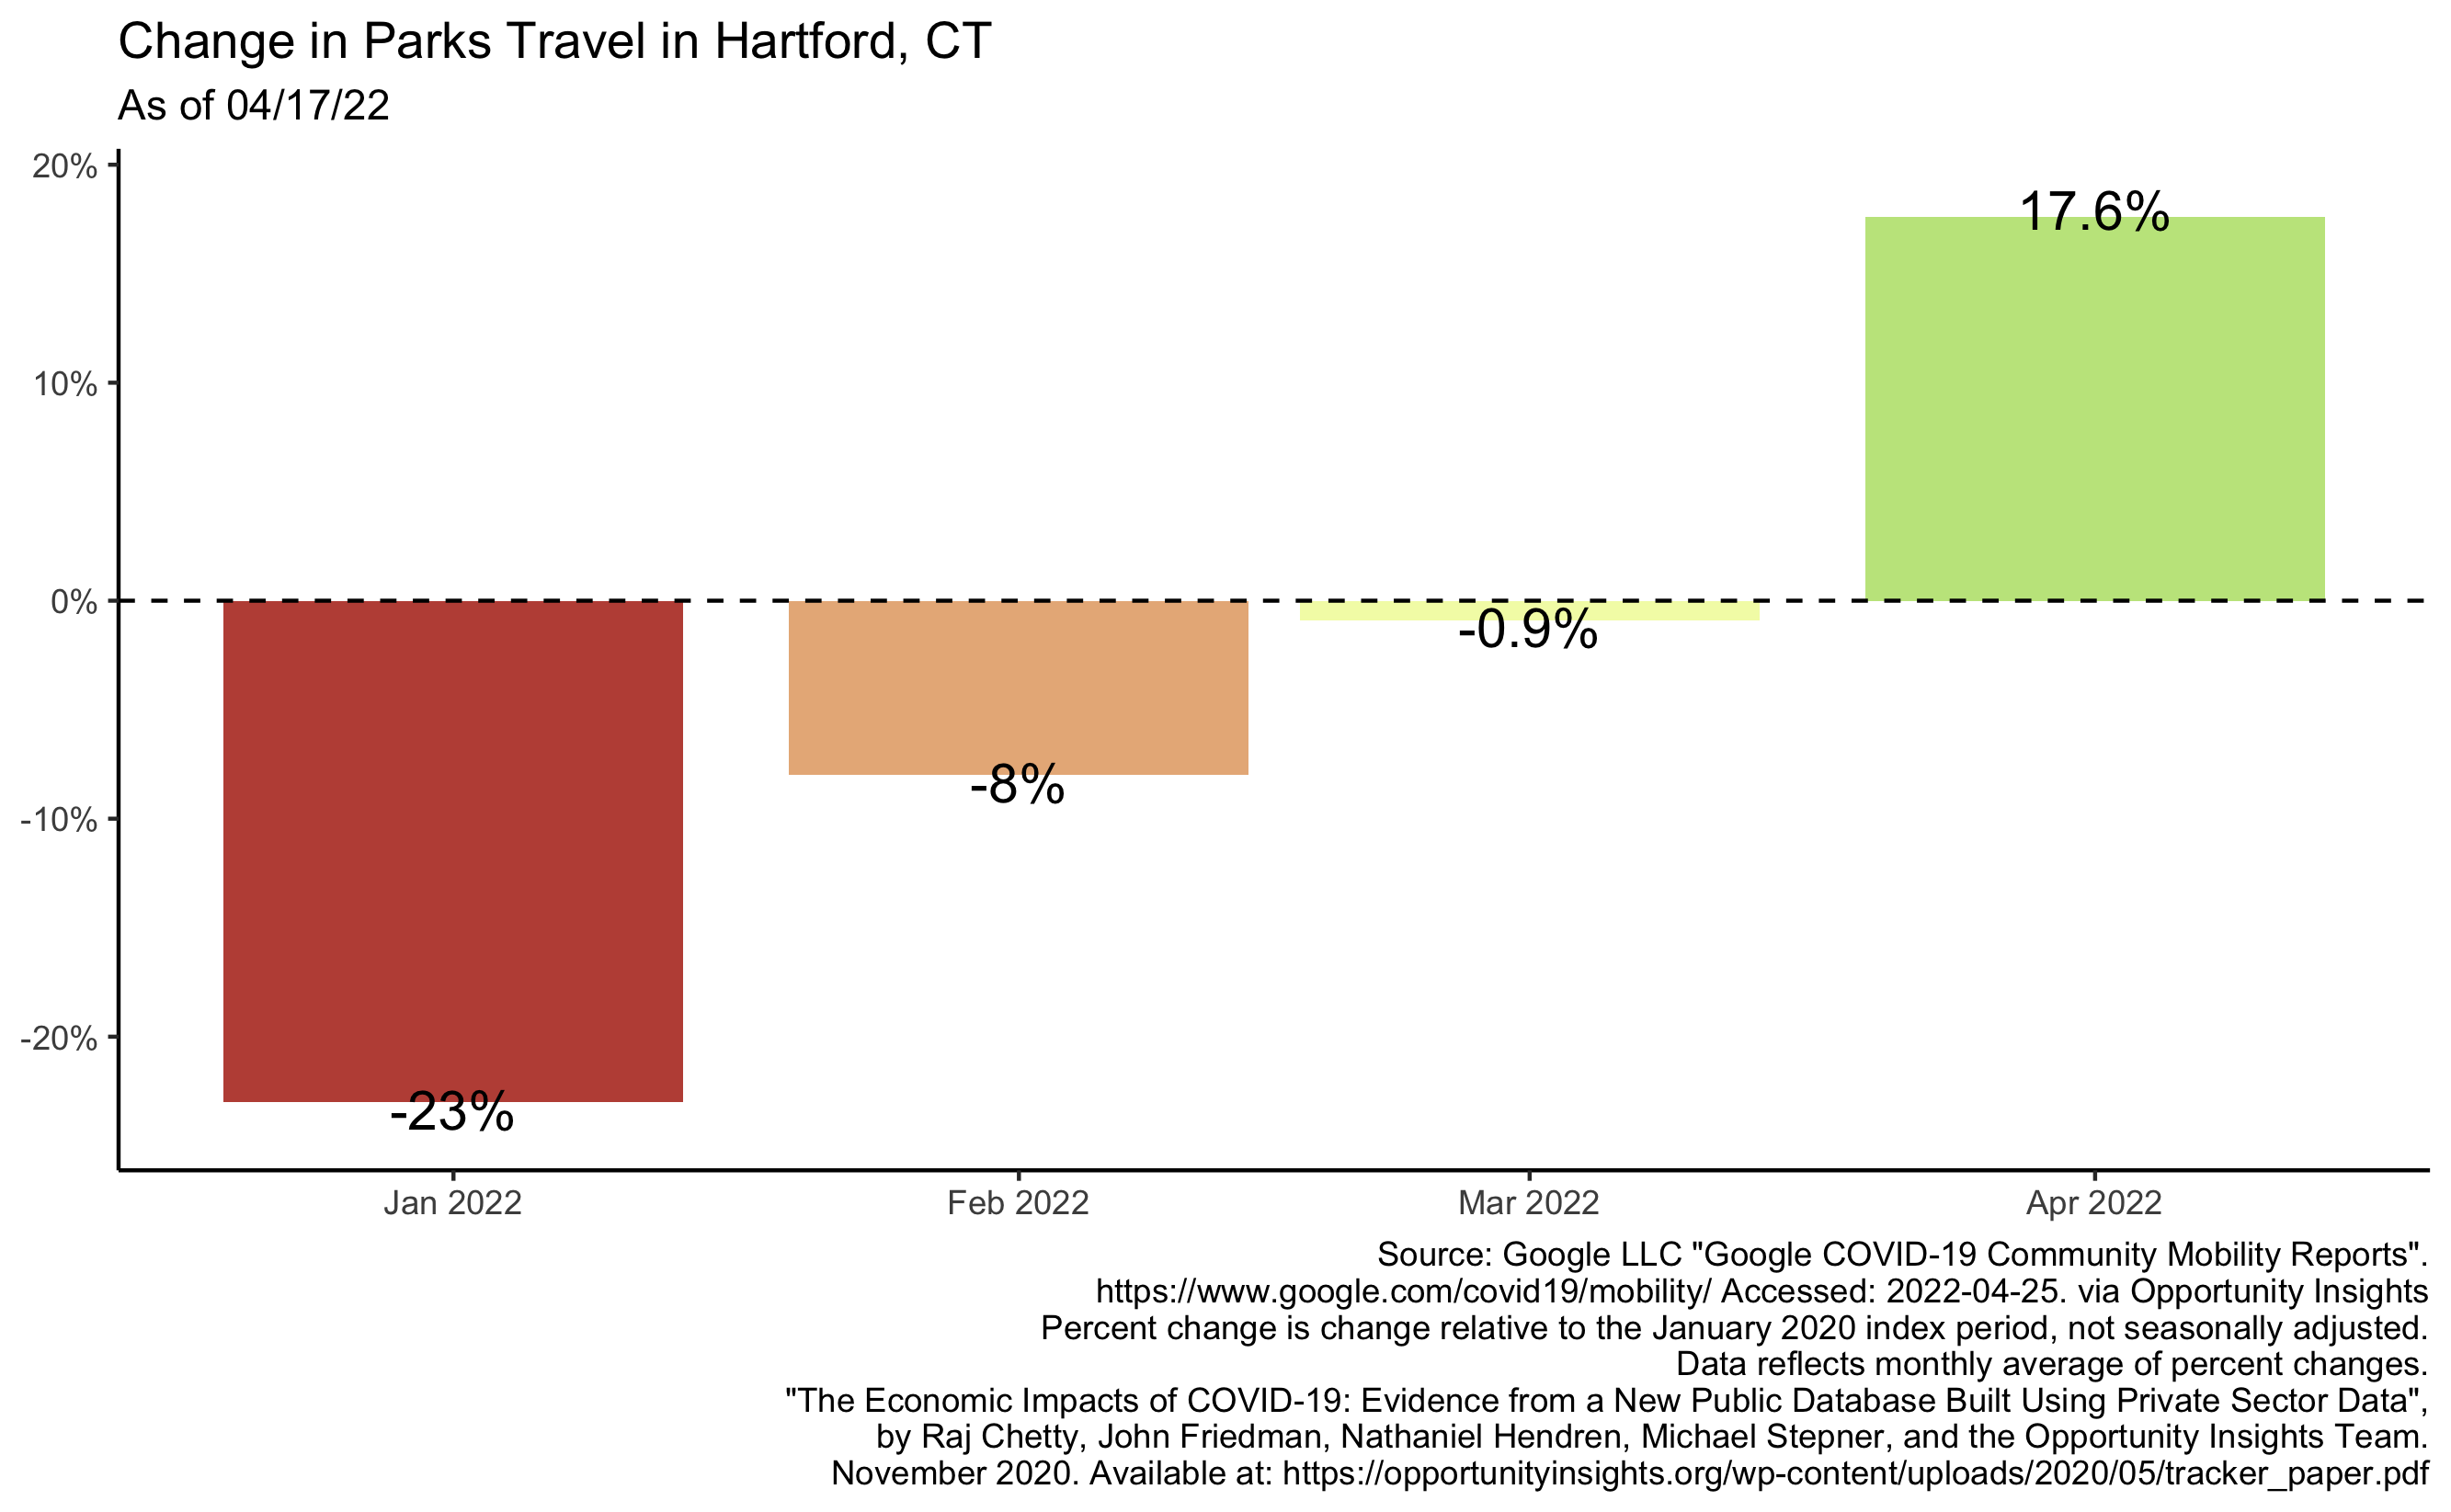 Change in Parks Travel in Hartford, CT
As of 04/17/22
20%
10%
0%
-10%
-20%
-23%
-8%
-0.9%
17.6%
Jan 2022
Feb 2022
Mar 2022
Apr 2022
Source: Google LLC "Google COVID-19 Community Mobility Reports".
https://www.google.com/covid19/mobility/ Accessed: 2022-04-25. via Opportunity Insights
Percent change is change relative to the January 2020 index period, not seasonally adjusted.
Data reflects monthly average of percent changes.
"The Economic Impacts of COVID-19: Evidence from a New Public Database Built Using Private Sector Data",
by Raj Chetty, John Friedman, Nathaniel Hendren, Michael Stepner, and the Opportunity Insights Team.
November 2020. Available at: https://opportunityinsights.org/wp-content/uploads/2020/05/tracker_paper.pdf